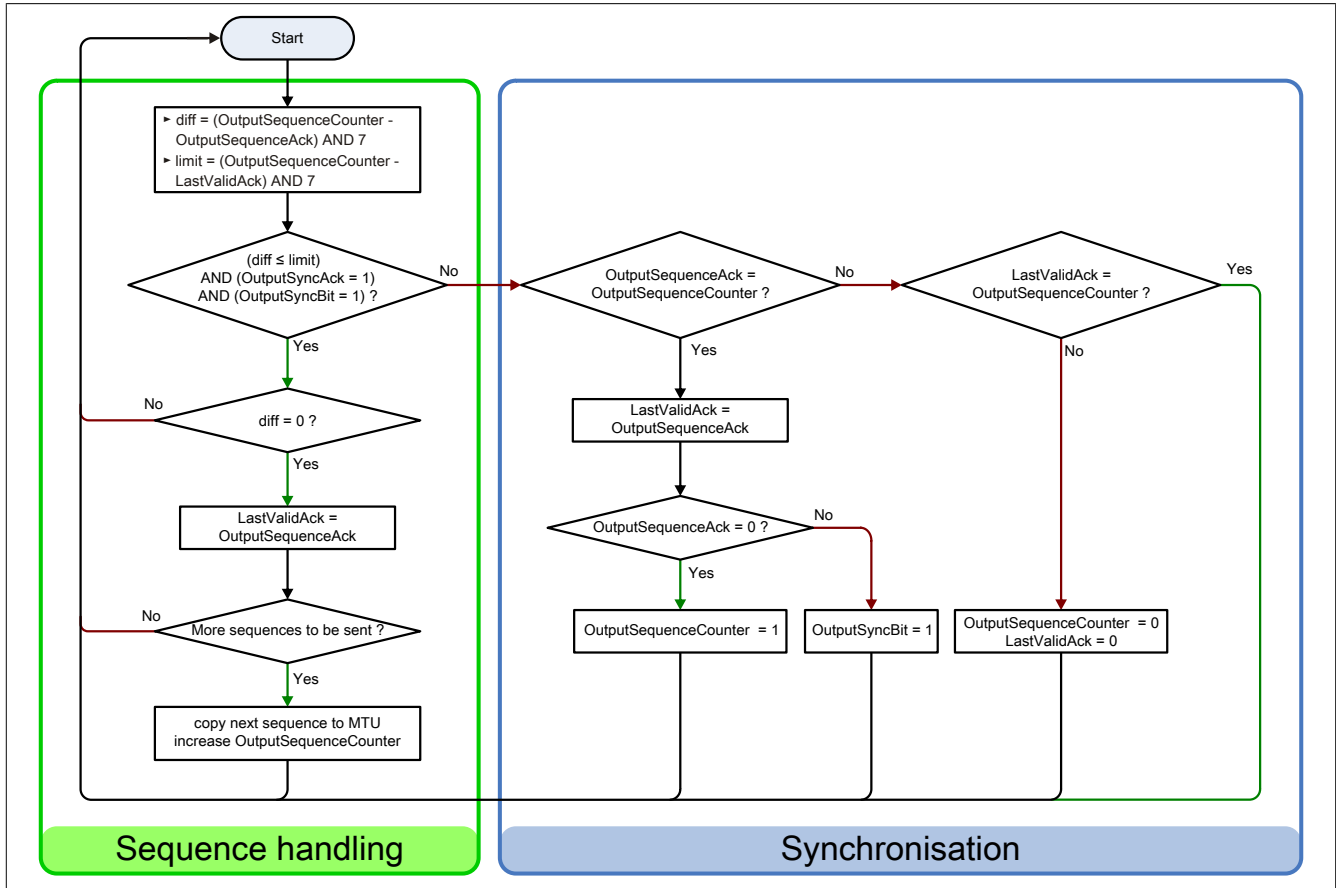 Start
► diff = (OutputSequenceCounter -
OutputSequenceAck) AND 7
► limit = (OutputSequenceCounter -
LastValidAck) AND 7
(diff ≤ limit)
AND (OutputSyncAck = 1)
AND (OutputSyncBit = 1) ?
No
Yes
diff = 0 ?
No
Yes
LastValidAck =
OutputSequenceAck
More sequences to be sent ?
No
Yes
copy next sequence to MTU
increase OutputSequenceCounter
Sequence handling
OutputSequenceAck =
OutputSequenceCounter ?
No
Yes
LastValidAck =
OutputSequenceAck
OutputSequenceAck = 0 ?
No
Yes
OutputSequenceCounter = 1
OutputSyncBit = 1
LastValidAck =
OutputSequenceCounter ?
Yes
No
OutputSequenceCounter = 0
LastValidAck = 0
Synchronisation